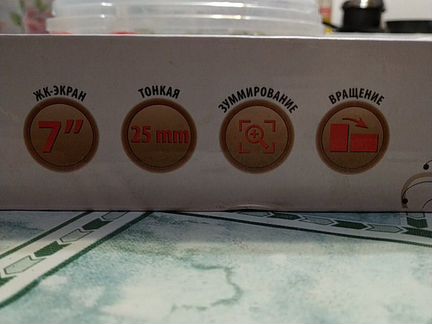 ЖК-ЭКРАН
7”
ТОНКАЯ
25 mm
ЗУММИРОВАНИЕ
ВРАЩЕНИЕ